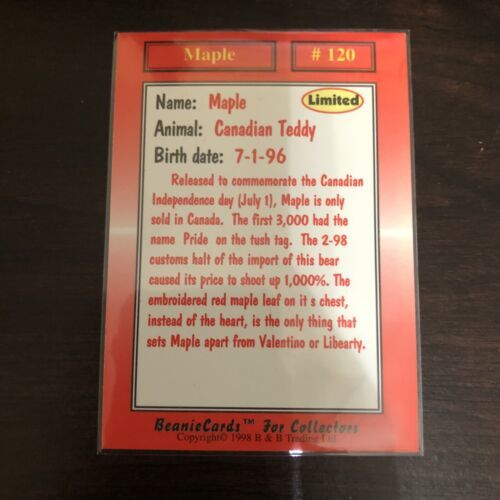 Maple # 120
Name: Maple Limited
Animal: Canadian Teddy
Birth date: 7-1-96
Released to commemorate the Canadian
Independence day (July 1), Maple is only
sold in Canada. The first 3,000 had the
name Pride on the tush tag. The 2-98
customs halt of the import of this bear
caused its price to shoot up 1,000%. The
embroidered red maple leaf on it s chest,
instead of the heart, is the only thing that
sets Maple apart from Valentino or Libearty.
BeanieCards™ For Collectors
Copyright© 1998 B & B Trading Ltd.